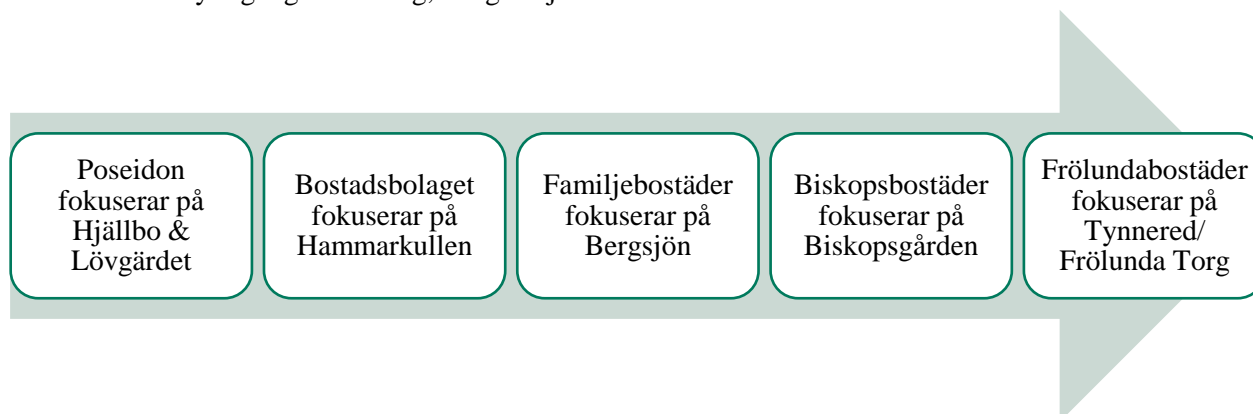 Poseidon
fokuserar på
Hjällbo &
Lövgärdet
Bostadsbolaget
fokuserar på
Hammarkullen
Familjebostäder
fokuserar på
Bergsjön
Biskopsbostäder
fokuserar på
Biskopsgården
Frölundabostäder
fokuserar på
Tynnered/
Frölunda Torg